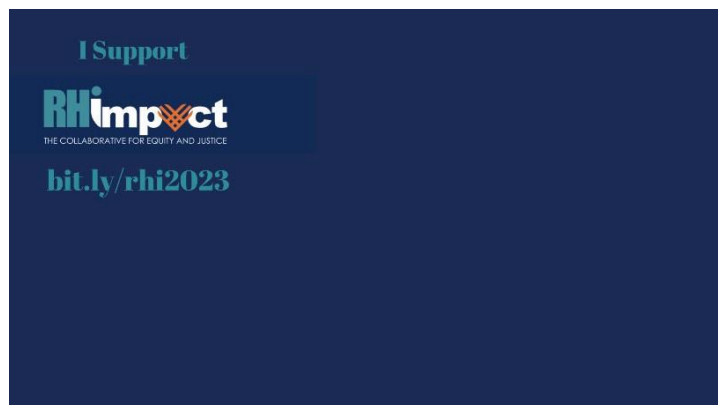 I Support
RHimpact
THE COLLABORATIVE FOR EQUITY AND JUSTICE
bit.ly/rhi2023